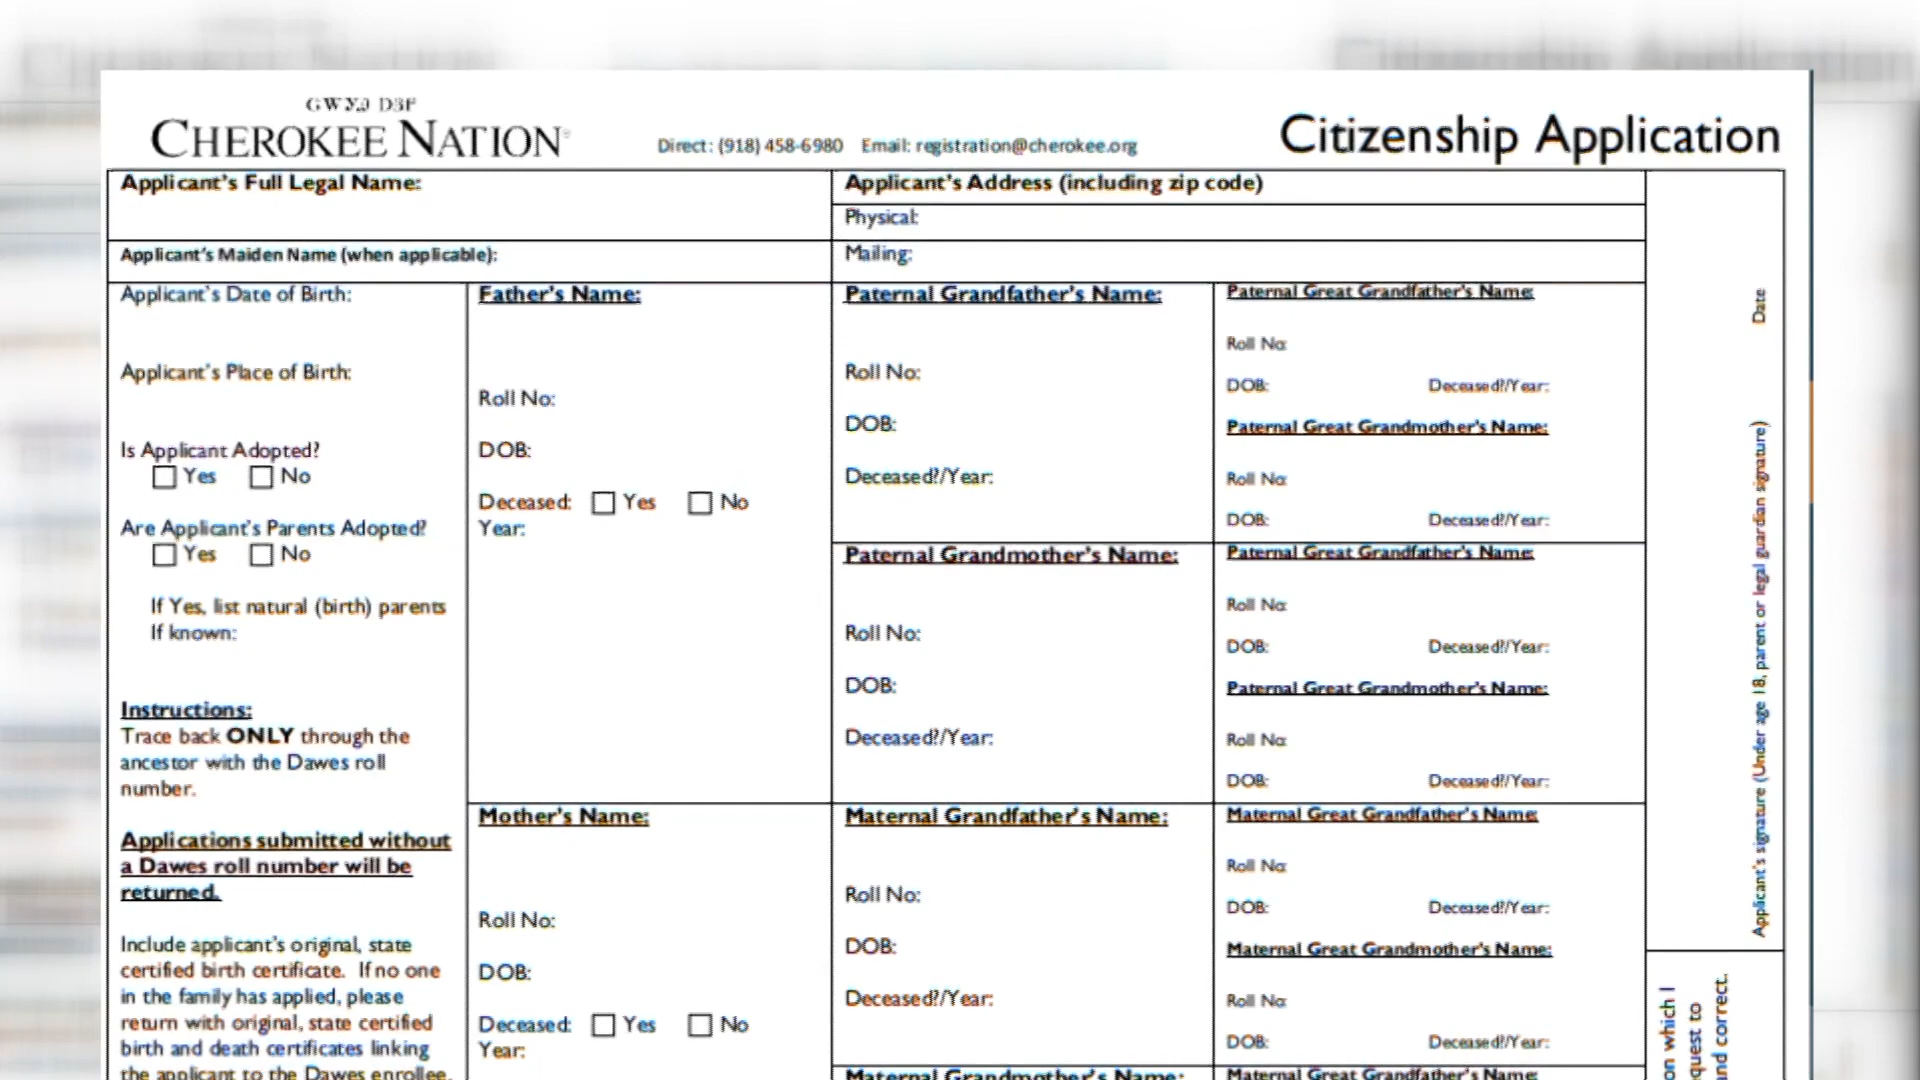 ᏣᎳᎩ ᎠᏰᎵ
CHEROKEE NATION®
Direct: (918) 458-6980 Email: registration@cherokee.org
Citizenship Application
Applicant's Full Legal Name:
Applicant's Address (including zip code)
Physical:
Applicant's Maiden Name (when applicable):
Mailing:
Applicant's Date of Birth:
Applicant's Place of Birth:
Is Applicant Adopted?
Yes No
Are Applicant's Parents Adopted?
Yes No
If Yes, list natural (birth) parents
If known:
Instructions:
Trace back ONLY through the
ancestor with the Dawes roll
number.
Applications submitted without
a Dawes roll number will be
returned.
Include applicant's original, state
certified birth certificate. If no one
in the family has applied, please
return with original, state certified
birth and death certificates linking
the applicant to the Dawes enrollee.
Father's Name:
Roll No:
DOB:
Deceased: Yes No
Year:
Mother's Name:
Roll No:
DOB:
Deceased: Yes No
Year:
Paternal Grandfather's Name:
Roll No:
DOB:
Deceased?/Year:
Paternal Grandmother's Name:
Roll No:
DOB:
Deceased?/Year:
Maternal Grandfather's Name:
Roll No:
DOB:
Deceased?/Year:
Maternal Grandmother's Name:
Paternal Great Grandfather's Name:
Roll No:
DOB: Deceased?/Year:
Paternal Great Grandmother's Name:
Roll No:
DOB: Deceased?/Year:
Paternal Great Grandfather's Name:
Roll No:
DOB: Deceased?/Year:
Paternal Great Grandmother's Name:
Roll No:
DOB: Deceased?/Year:
Maternal Great Grandfather's Name:
Roll No:
DOB: Deceased?/Year:
Maternal Great Grandmother's Name:
Roll No:
DOB: Deceased?/Year:
Maternal Great Grandfather's Name:
Applicant's signature (Under age 18, parent or legal guardian signature) Date
on which I
quest to
and correct.